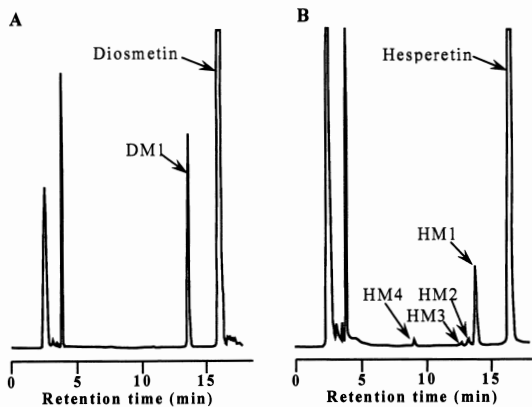 A
Diosmetin
DM1
0 5 10 15
Retention time (min)
B
Hesperetin
HM1
HM4
HM2
HM3
0 5 10 15
Retention time (min)